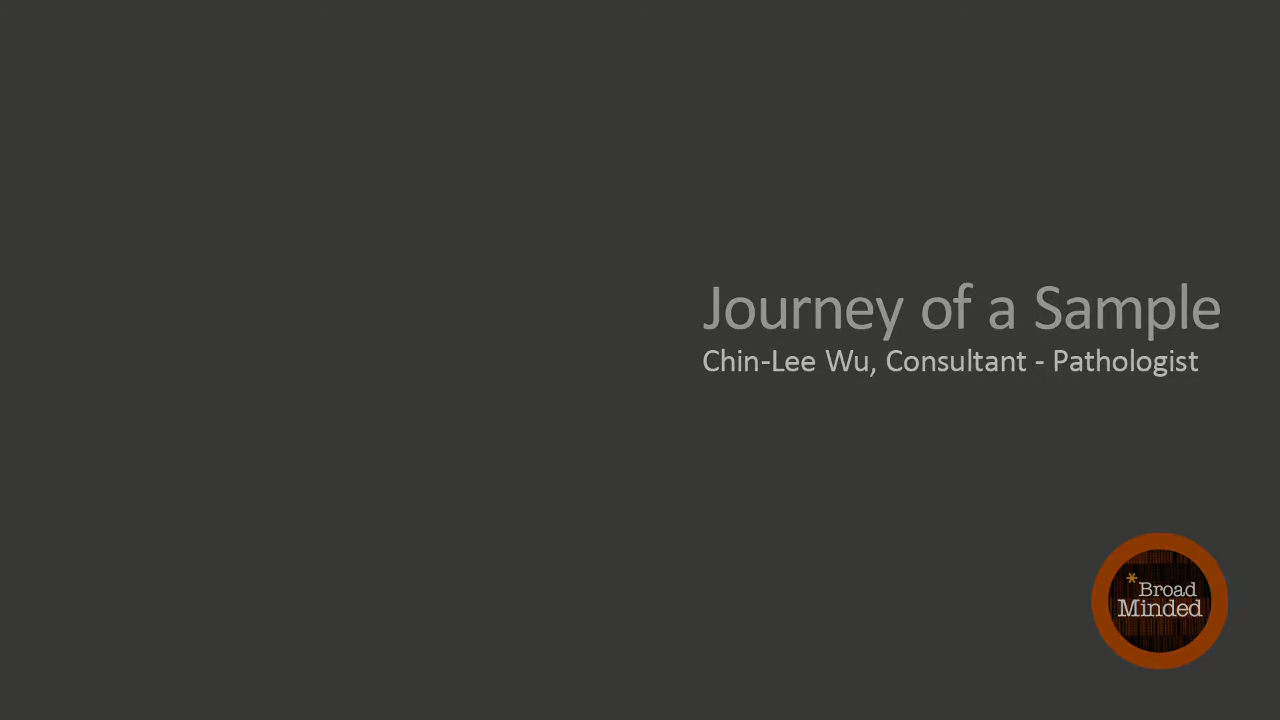 Journey of a Sample
Chin-Lee Wu, Consultant - Pathologist
*Broad
Minded